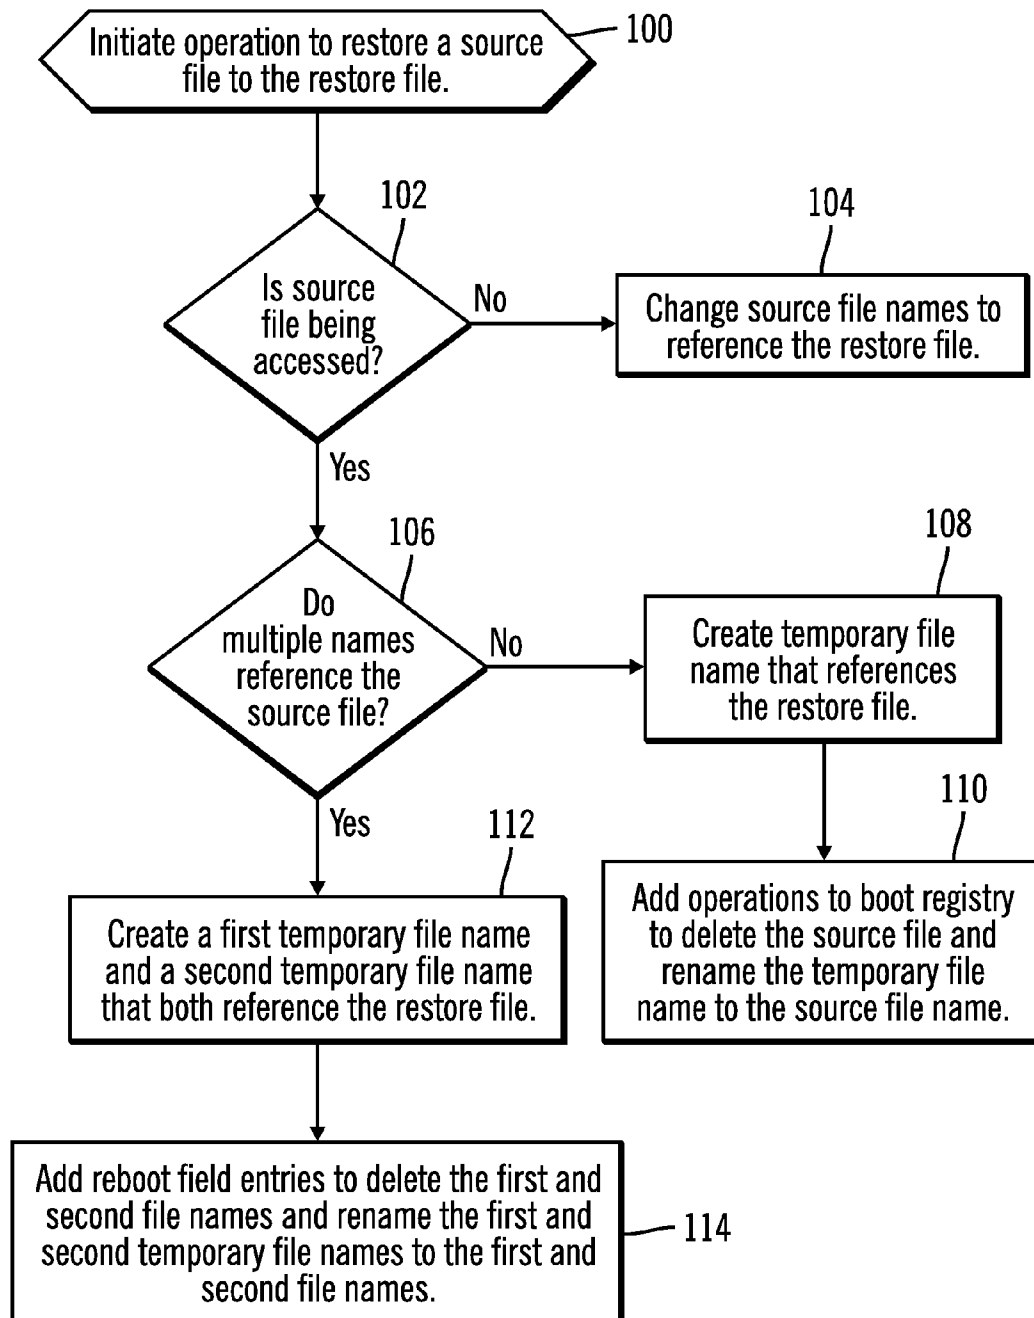 Initiate operation to restore a source
file to the restore file.
100
102
Is source
file being
accessed?
No
104
Change source file names to
reference the restore file.
Yes
106
Do
multiple names
reference the
source file?
No
108
Create temporary file
name that references
the restore file.
Yes
110
Add operations to boot registry
to delete the source file and
rename the temporary file
name to the source file name.
112
Create a first temporary file name
and a second temporary file name
that both reference the restore file.
Add reboot field entries to delete the first and
second file names and rename the first and
second temporary file names to the first and
second file names.
114